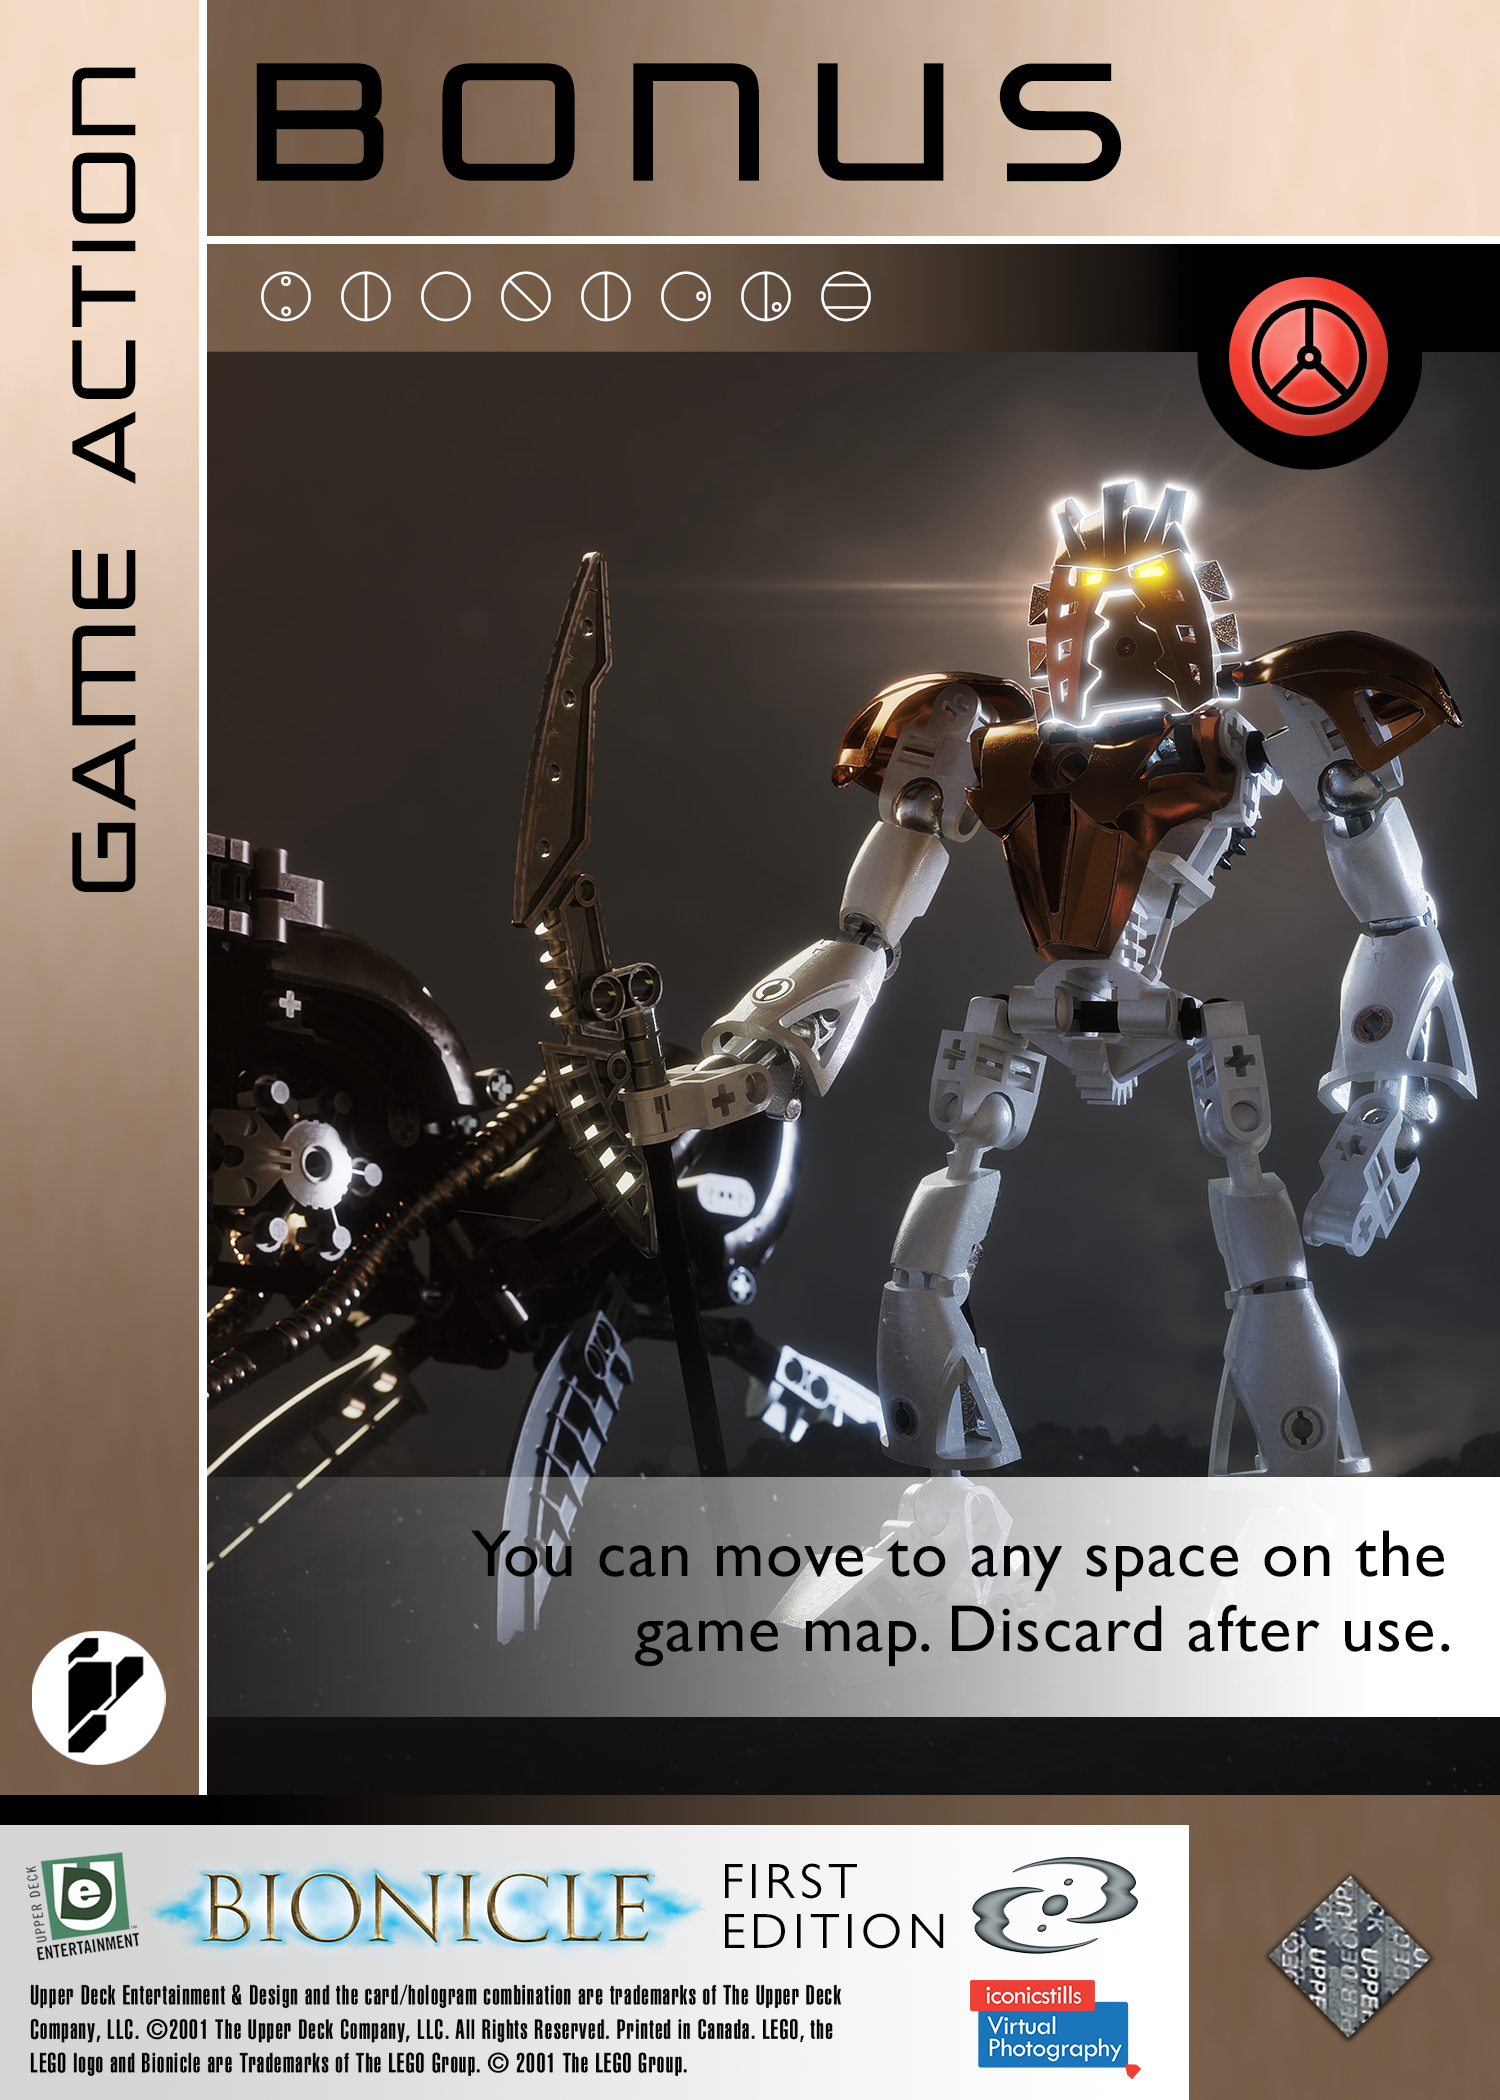 BONUS
GAME ACTION
You can move to any space on the
game map. Discard after use.
UPPER DECK
e
ENTERTAINMENT
BIONICLE
FIRST
EDITION
Upper Deck Entertainment & Design and the card/hologram combination are trademarks of The Upper Deck
Company, LLC. ©2001 The Upper Deck Company, LLC. All Rights Reserved. Printed in Canada. LEGO, the
LEGO logo and Bionicle are Trademarks of The LEGO Group. © 2001 The LEGO Group.
iconicstills
Virtual
Photography